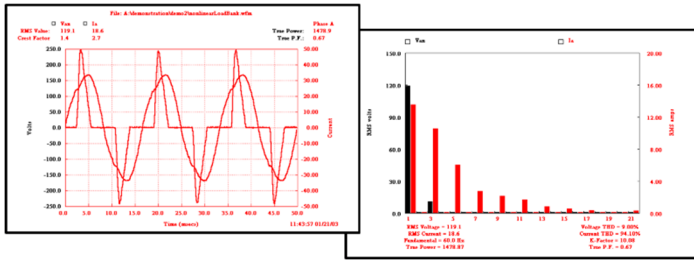 File: A:\demonstration\demo2\nonlinearLoadBank.wfm
Van Ia Phase A
RMS Value: 119.1 18.6 True Power: 1478.9
Crest Factor 1.4 2.7 True P.F.: 0.67
250.0 50.00
200.0 40.00
150.0 30.00
100.0 20.00
50.0 10.00
0.0 0.00
-50.0 -10.00
-100.0 -20.00
-150.0 -30.00
-200.0 -40.00
-250.0 -50.00
Volts
Current
0.0 5.0 10.0 15.0 20.0 25.0 30.0 35.0 40.0 45.0 50.0
Time (msecs)
11:43:57 01/21/03
Van Ia
150.0 20.00
120.0 16.00
90.0 12.00
60.0 8.00
30.0 4.00
0.0 0.00
RMS volts
RMS amps
1 3 5 7 9 11 13 15 17 19 21
RMS Voltage = 119.1 Voltage THD = 9.08%
RMS Current = 18.6 Current THD = 94.10%
Fundamental = 60.0 Hz K-Factor = 10.08
True Power = 1478.87 True P.F. = 0.67